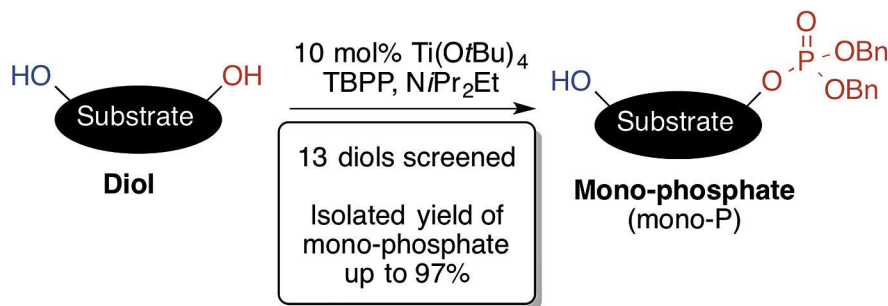 HO
OH
Substrate
Diol
10 mol% Ti(OtBu)4
TBPP, NiPr2Et
13 diols screened
Isolated yield of
mono-phosphate
up to 97%
HO
O
O
P
OBn
OBn
Substrate
Mono-phosphate
(mono-P)